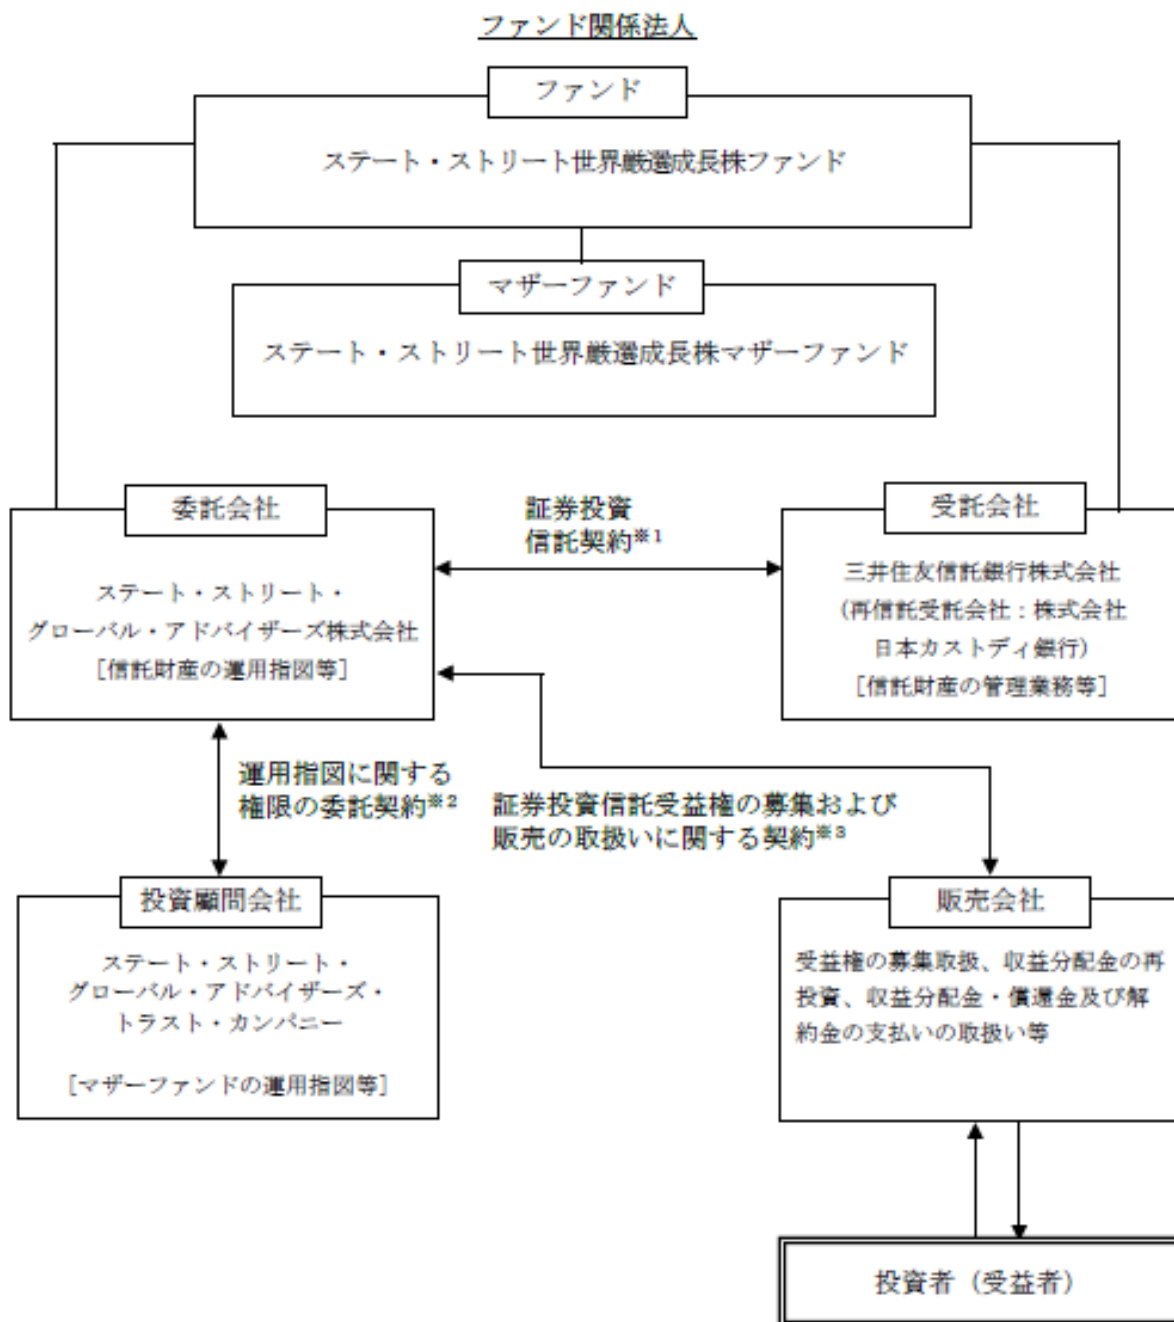 ファンド関係法人
ファンド
ステート・ストリート世界厳選成長株ファンド
マザーファンド
ステート・ストリート世界厳選成長株マザーファンド
委託会社
ステート・ストリート・
グローバル・アドバイザーズ株式会社
[信託財産の運用指図等]
証券投資
信託契約※1
受託会社
三井住友信託銀行株式会社
(再信託受託会社：株式会社
日本カストディ銀行)
[信託財産の管理業務等]
運用指図に関する
権限の委託契約※2
証券投資信託受益権の募集および
販売の取扱いに関する契約※3
投資顧問会社
ステート・ストリート・
グローバル・アドバイザーズ・
トラスト・カンパニー
[マザーファンドの運用指図等]
販売会社
受益権の募集取扱、収益分配金の再
投資、収益分配金・償還金及び解
約金の支払いの取扱い等
投資者（受益者）